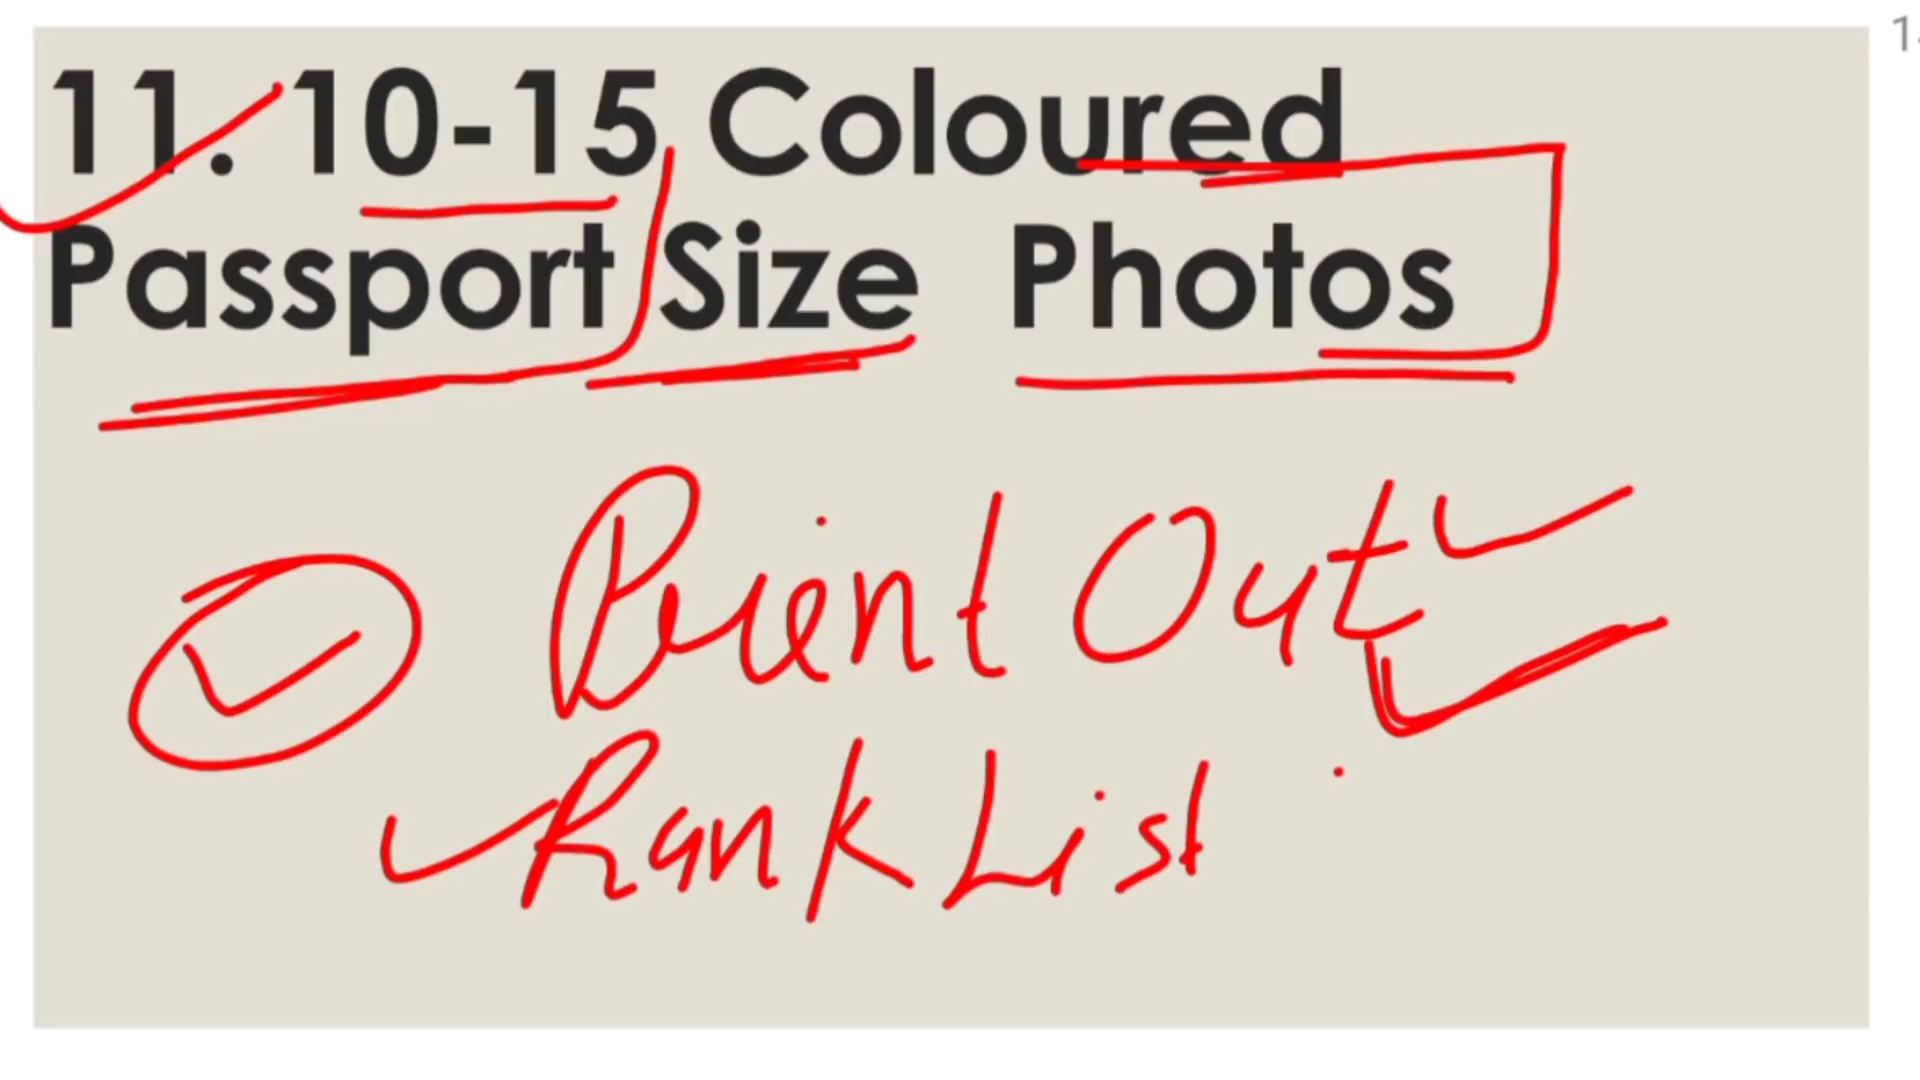 11. 10-15 Coloured
Passport Size Photos
Print Out
Rank List